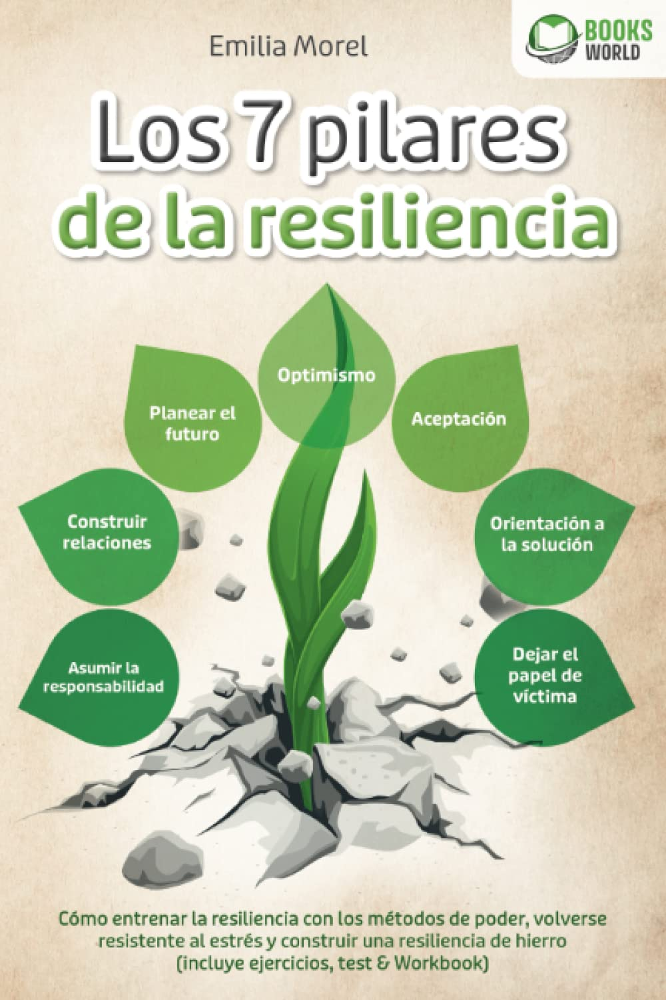 Emilia Morel
BOOKS
WORLD
Los 7 pilares
de la resiliencia
Optimismo
Planear el
futuro
Aceptación
Construir
relaciones
Orientación a
la solución
Asumir la
responsabilidad
Dejar el
papel de
víctima
Cómo entrenar la resiliencia con los métodos de poder, volverse
resistente al estrés y construir una resiliencia de hierro
(incluye ejercicios, test & Workbook)